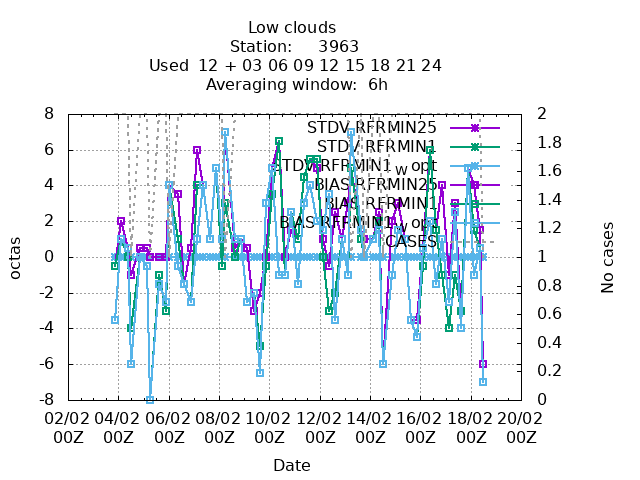 Low clouds
Station:     3963
Used  12 + 03 06 09 12 15 18 21 24
Averaging window:  6h
8 6 4 2 0 -2 -4 -6 -8
octas
2 1.8 1.6 1.4 1.2 1 0.8 0.6 0.4 0.2 0
No cases
STDV RFRMIN25
STDV RFRMIN1
STDV RFRMIN1_w_opt
BIAS RFRMIN25
BIAS RFRMIN1
BIAS RFRMIN1_w_opt
CASES
02/02 04/02 06/02 08/02 10/02 12/02 14/02 16/02 18/02 20/02
00Z 00Z 00Z 00Z 00Z 00Z 00Z 00Z 00Z 00Z
Date